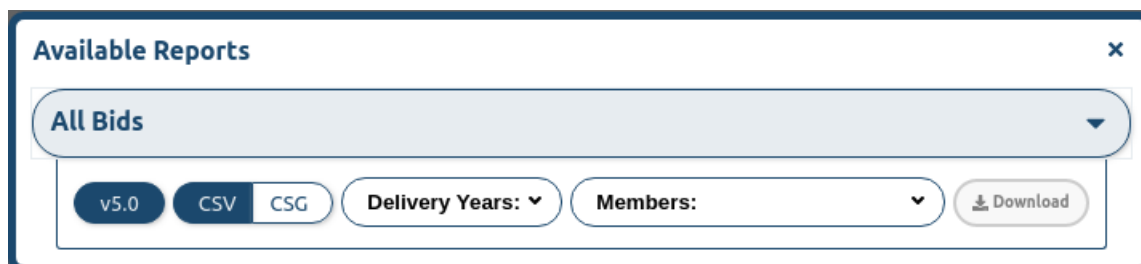 Available Reports
All Bids
v5.0 CSV CSG Delivery Years: Members: Download